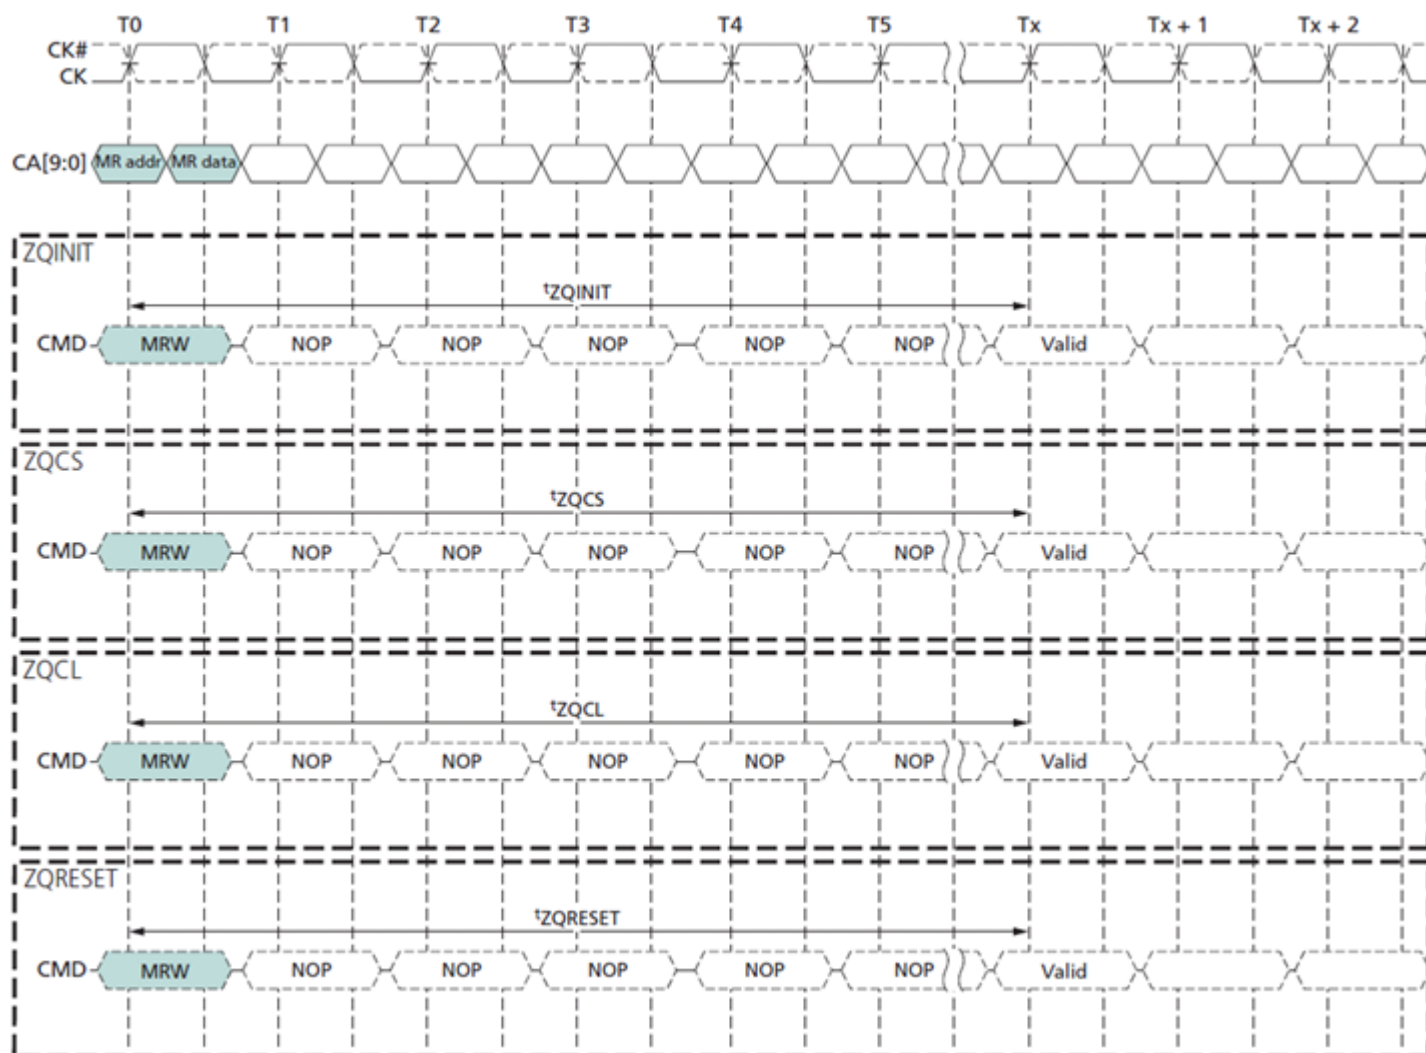 T0 T1 T2 T3 T4 T5 Tx Tx + 1 Tx + 2
CK#
CK
CA[9:0] MR addr MR data
ZQINIT
tZQINIT
CMD MRW NOP NOP NOP NOP NOP Valid
ZQCS
tZQCS
CMD MRW NOP NOP NOP NOP NOP Valid
ZQCL
tZQCL
CMD MRW NOP NOP NOP NOP NOP Valid
ZQRESET
tZQRESET
CMD MRW NOP NOP NOP NOP NOP Valid